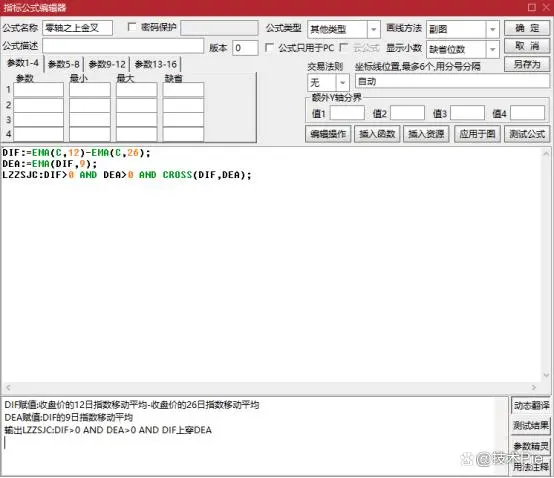 指标公式编辑器
公式名称 零轴之上金叉 密码保护 公式类型 其他类型 画线方法 副图 确 定
公式描述 版本 0 公式只用于PC 云公式 显示小数 缺省位数 取 消
参数1-4 参数5-8 参数9-12 参数13-16 交易法则 坐标线位置,最多6个,用分号分隔 另存为
参数 最小 最大 缺省 无 自动
1
2
3
4
额外Y轴分界
值1 值2 值3 值4
编辑操作 插入函数 插入资源 应用于图 测试公式
DIF:=EMA(C,12)-EMA(C,26);
DEA:=EMA(DIF,9);
LZZSJC:DIF>0 AND DEA>0 AND CROSS(DIF,DEA);
DIF赋值:收盘价的12日指数移动平均-收盘价的26日指数移动平均
DEA赋值:DIF的9日指数移动平均
输出LZZSJC:DIF>0 AND DEA>0 AND DIF上穿DEA
动态翻译
测试结果
参数精灵
用法注释